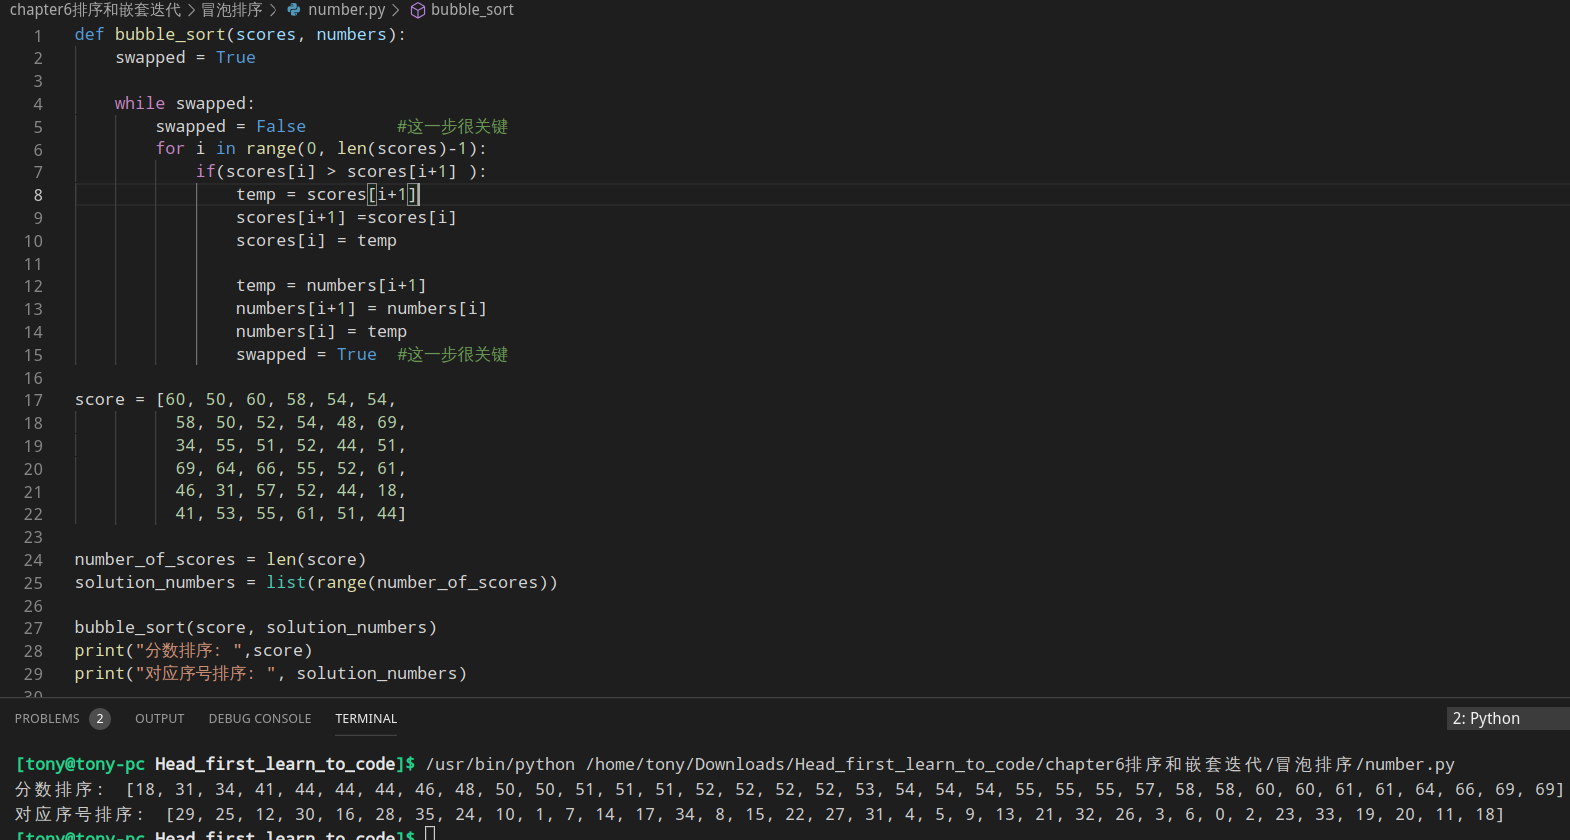 chapter6排序和嵌套迭代 > 冒泡排序 > number.py > bubble_sort
1 def bubble_sort(scores, numbers):
2 swapped = True
3
4 while swapped:
5 swapped = False #这一步很关键
6 for i in range(0, len(scores)-1):
7 if(scores[i] > scores[i+1] ):
8 temp = scores[i+1]
9 scores[i+1] =scores[i]
10 scores[i] = temp
11
12 temp = numbers[i+1]
13 numbers[i+1] = numbers[i]
14 numbers[i] = temp
15 swapped = True #这一步很关键
16
17 score = [60, 50, 60, 58, 54, 54,
18 58, 50, 52, 54, 48, 69,
19 34, 55, 51, 52, 44, 51,
20 69, 64, 66, 55, 52, 61,
21 46, 31, 57, 52, 44, 18,
22 41, 53, 55, 61, 51, 44]
23
24 number_of_scores = len(score)
25 solution_numbers = list(range(number_of_scores))
26
27 bubble_sort(score, solution_numbers)
28 print("分数排序: ",score)
29 print("对应序号排序: ", solution_numbers)
30
PROBLEMS 2 OUTPUT DEBUG CONSOLE TERMINAL 2: Python
[tony@tony-pc Head_first_learn_to_code]$ /usr/bin/python /home/tony/Downloads/Head_first_learn_to_code/chapter6排序和嵌套迭代/冒泡排序/number.py
分数排序: [18, 31, 34, 41, 44, 44, 44, 46, 48, 50, 50, 51, 51, 51, 52, 52, 52, 52, 53, 54, 54, 54, 55, 55, 55, 57, 58, 58, 60, 60, 61, 61, 64, 66, 69, 69]
对应序号排序: [29, 25, 12, 30, 16, 28, 35, 24, 10, 1, 7, 14, 17, 34, 8, 15, 22, 27, 31, 4, 5, 9, 13, 21, 32, 26, 3, 6, 0, 2, 23, 33, 19, 20, 11, 18]
[tony@tony-pc Head_first_learn_to_code]$